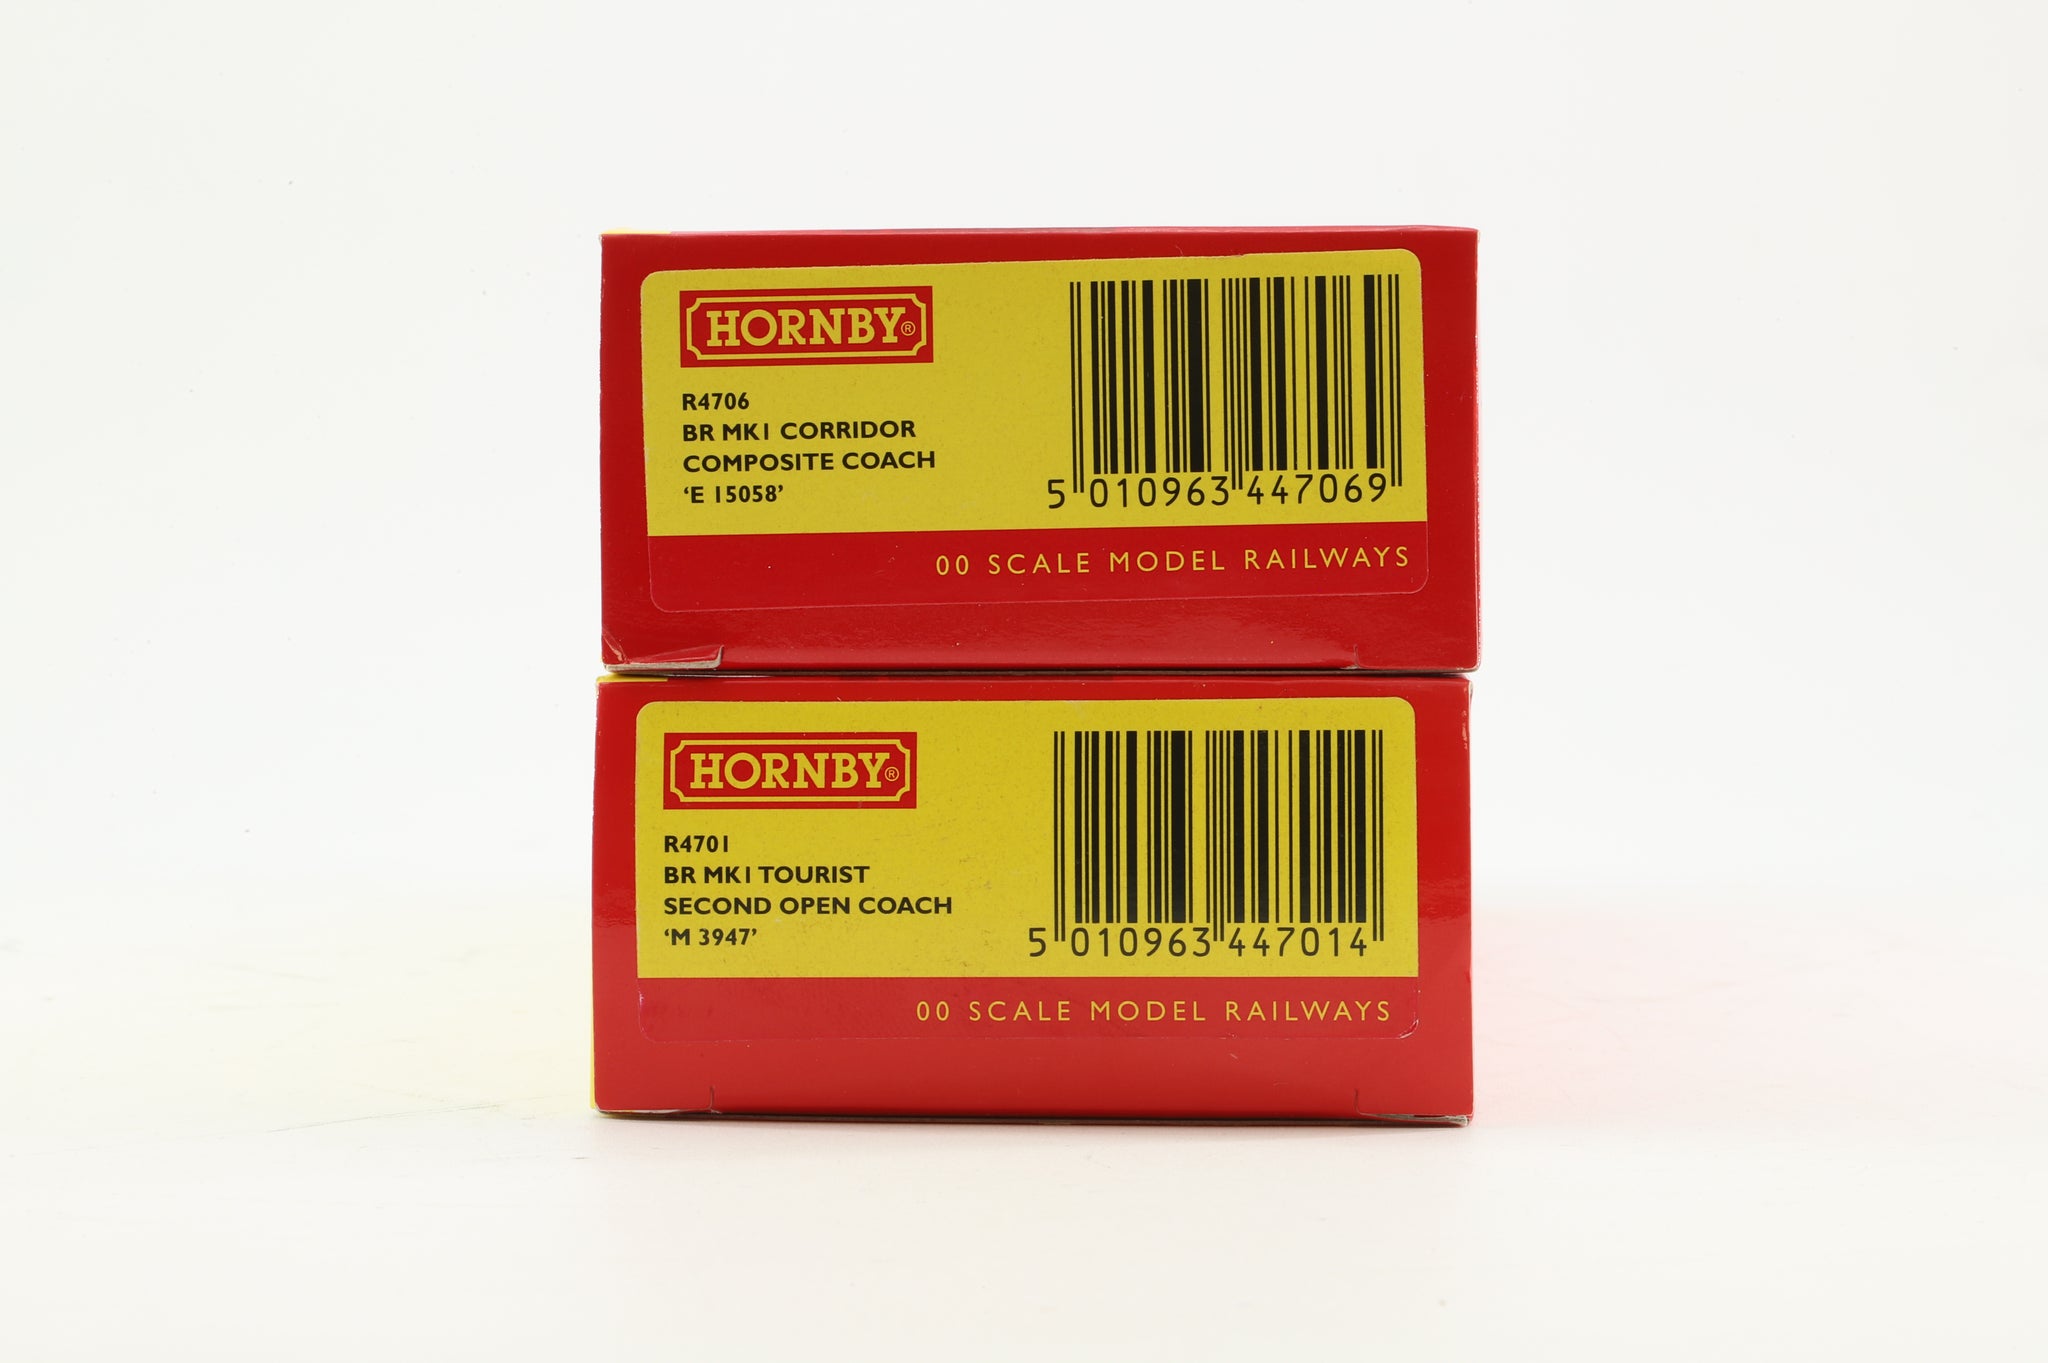 HORNBY®
R4706
BR MK1 CORRIDOR
COMPOSITE COACH
‘E 15058’
5 010963 447069
00 SCALE MODEL RAILWAYS
HORNBY®
R4701
BR MK1 TOURIST
SECOND OPEN COACH
‘M 3947’
5 010963 447014
00 SCALE MODEL RAILWAYS